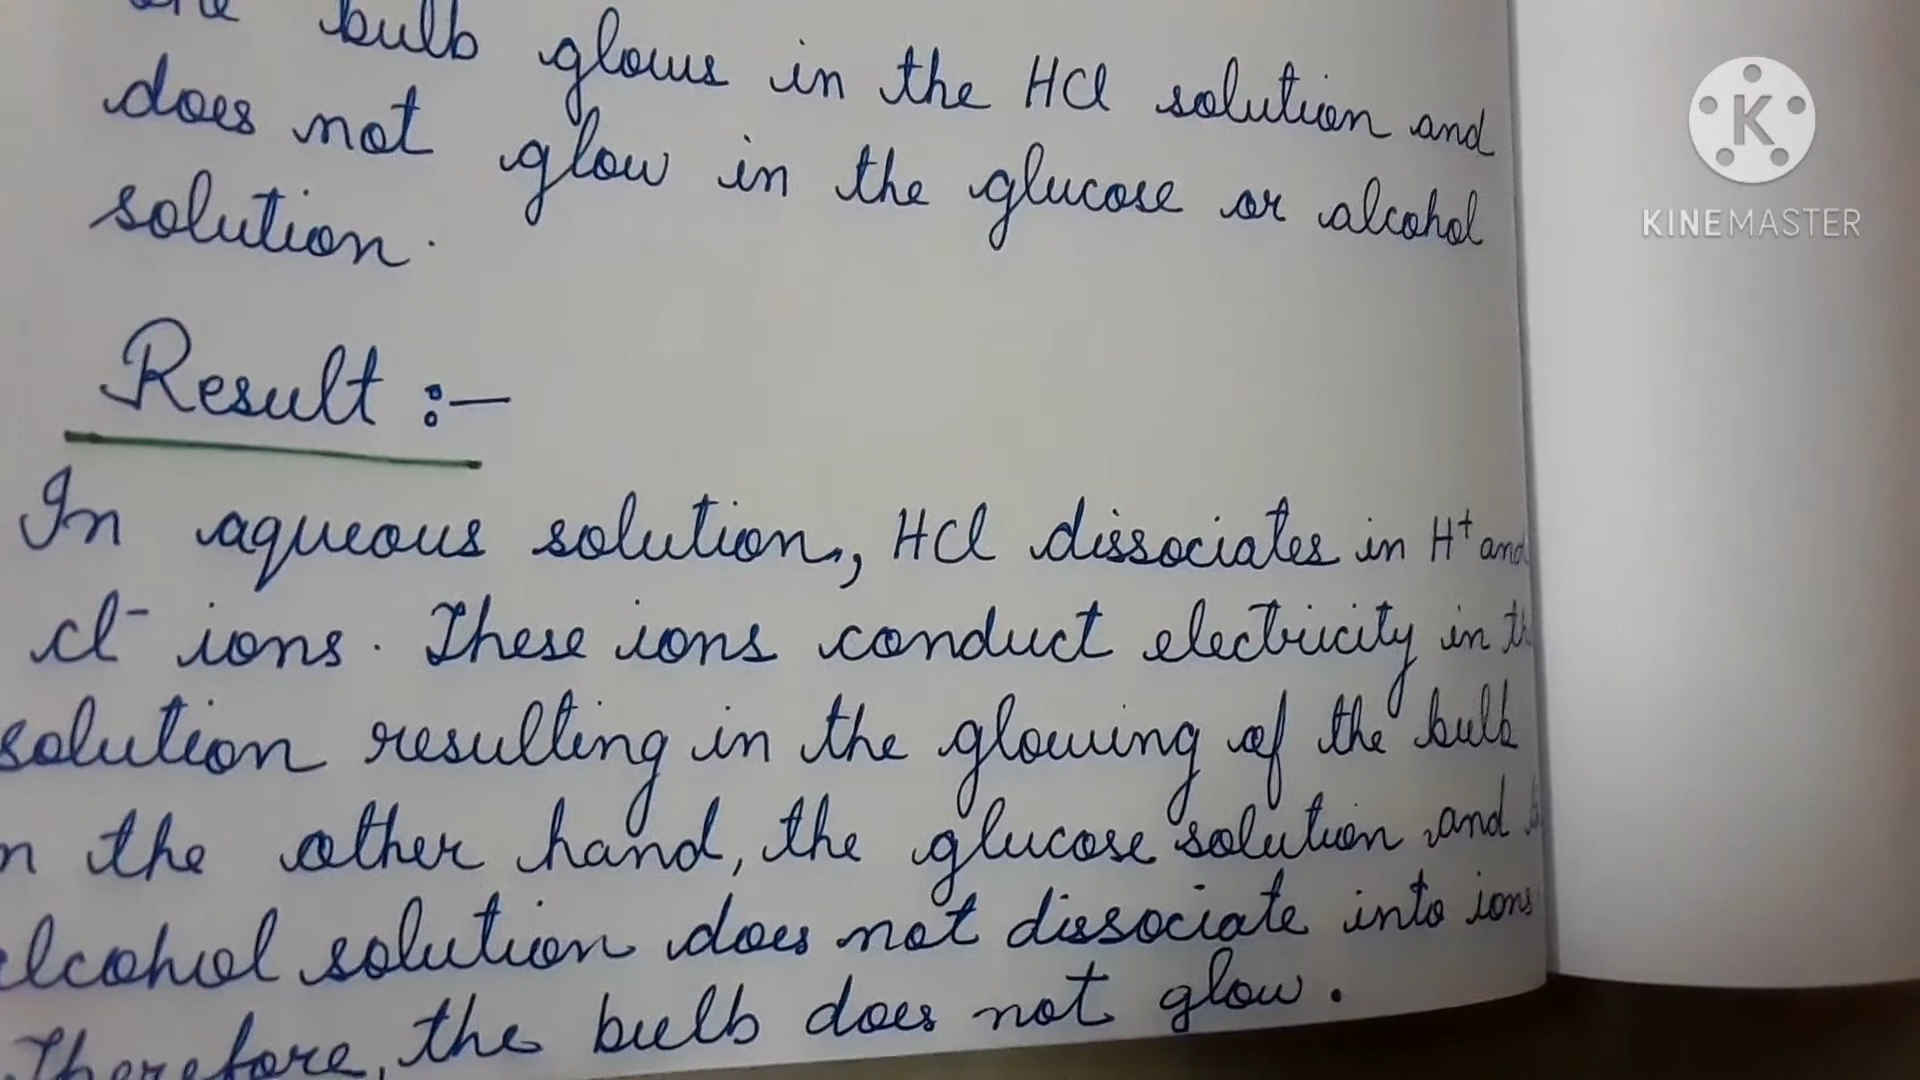 the bulb glows in the HCl solution and
does not glow in the glucose or alcohol
solution.
Result :-
In aqueous solution, HCl dissociates in H⁺ and
Cl⁻ ions. These ions conduct electricity in th
solution resulting in the glowing of the bulb
n the other hand, the glucose solution and
lcohol solution does not dissociate into ions
Therefore, the bulb does not glow.
K
KINEMASTER